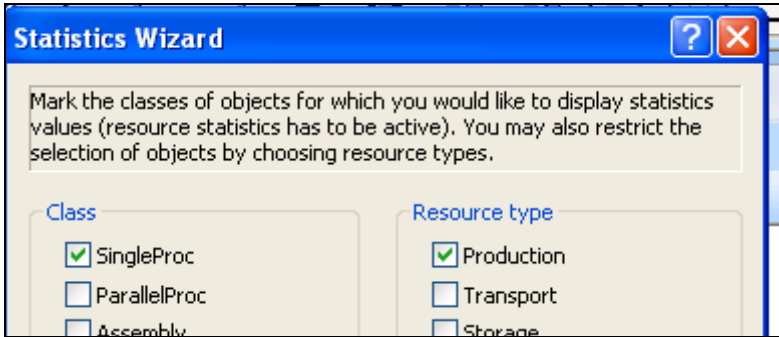 Statistics Wizard
Mark the classes of objects for which you would like to display statistics
values (resource statistics has to be active). You may also restrict the
selection of objects by choosing resource types.
Class
SingleProc
ParallelProc
Assembly
Resource type
Production
Transport
Storage